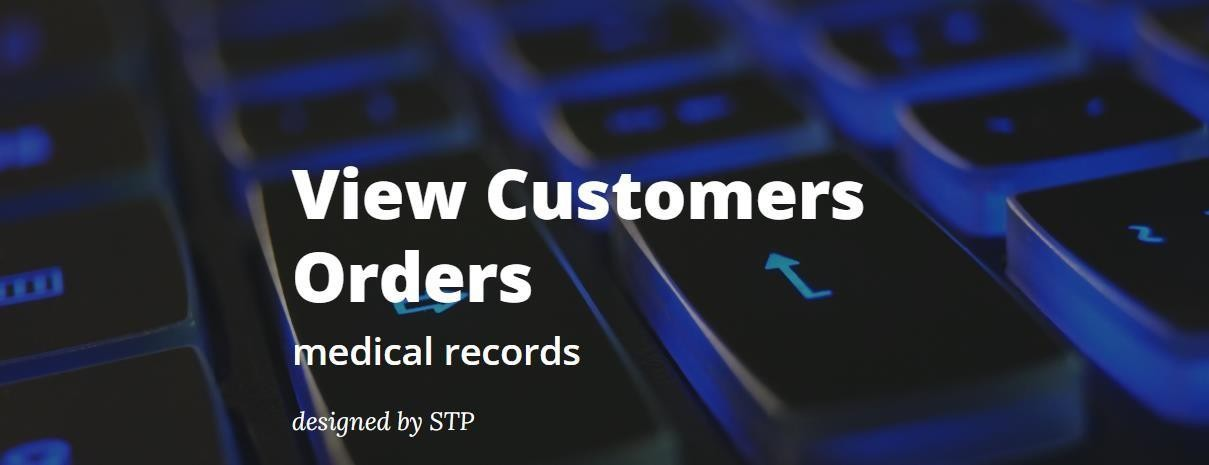 View Customers
Orders
medical records
designed by STP